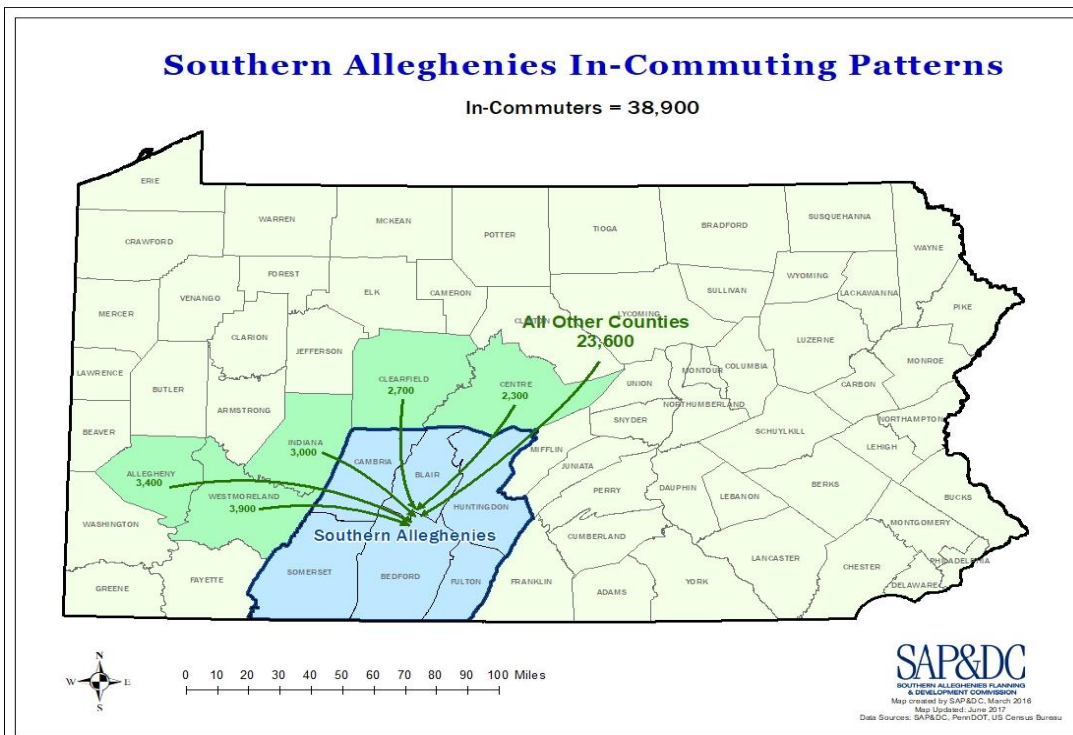 Southern Alleghenies In-Commuting Patterns
In-Commuters = 38,900
ERIE
WARREN
MCKEAN
POTTER
TIOGA
BRADFORD
SUSQUEHANNA
CRAWFORD
WAYNE
FOREST
WYOMING
LACKAWANNA
VENANGO
ELK
CAMERON
SULLIVAN
PIKE
MERCER
CLINTON
LYCOMING
All Other Counties
23,600
CLARION
JEFFERSON
LUZERNE
MONROE
LAWRENCE
CLEARFIELD
2,700
CENTRE
2,300
UNION
MONTOUR
COLUMBIA
CARBON
BUTLER
ARMSTRONG
NORTHUMBERLAND
NORTHAMPTON
SNYDER
BEAVER
SCHUYLKILL
INDIANA
3,000
MIFFLIN
LEHIGH
CAMBRIA
BLAIR
JUNIATA
ALLEGHENY
3,400
WESTMORELAND
3,900
PERRY
DAUPHIN
LEBANON
BERKS
BUCKS
HUNTINGDON
WASHINGTON
Southern Alleghenies
CUMBERLAND
MONTGOMERY
LANCASTER
PHILADELPHIA
CHESTER
SOMERSET
BEDFORD
FULTON
FRANKLIN
YORK
DELAWARE
GREENE
FAYETTE
ADAMS
N
W E
S
0 10 20 30 40 50 60 70 80 90 100 Miles
SAP&DC
SOUTHERN ALLEGHENIES PLANNING
& DEVELOPMENT COMMISSION
Map created by SAP&DC, March 2016
Map Updated: June 2017
Data Sources: SAP&DC, PennDOT, US Census Bureau